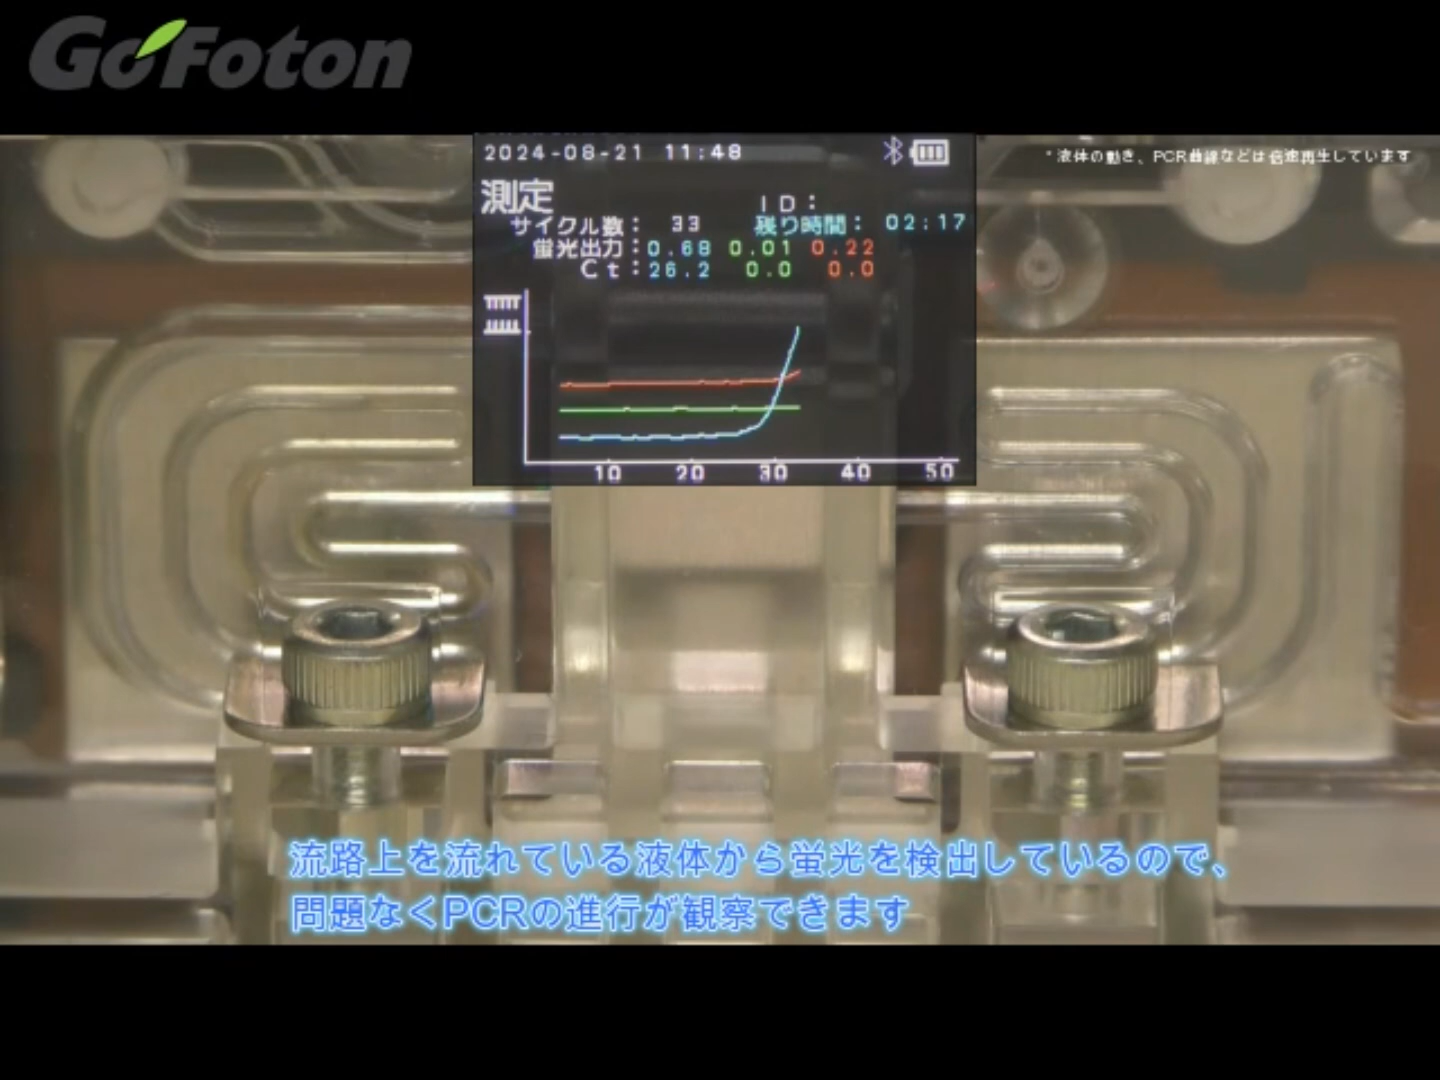 GoFoton
2024-08-21 11:48
*液体の動き、PCR曲線などは倍速再生しています
測定
ID:
サイクル数: 33 残り時間: 02:17
蛍光出力:0.68 0.01 0.22
Ct:26.2 0.0 0.0
10 20 30 40 50
流路上を流れている液体から蛍光を検出しているので、
問題なくPCRの進行が観察できます